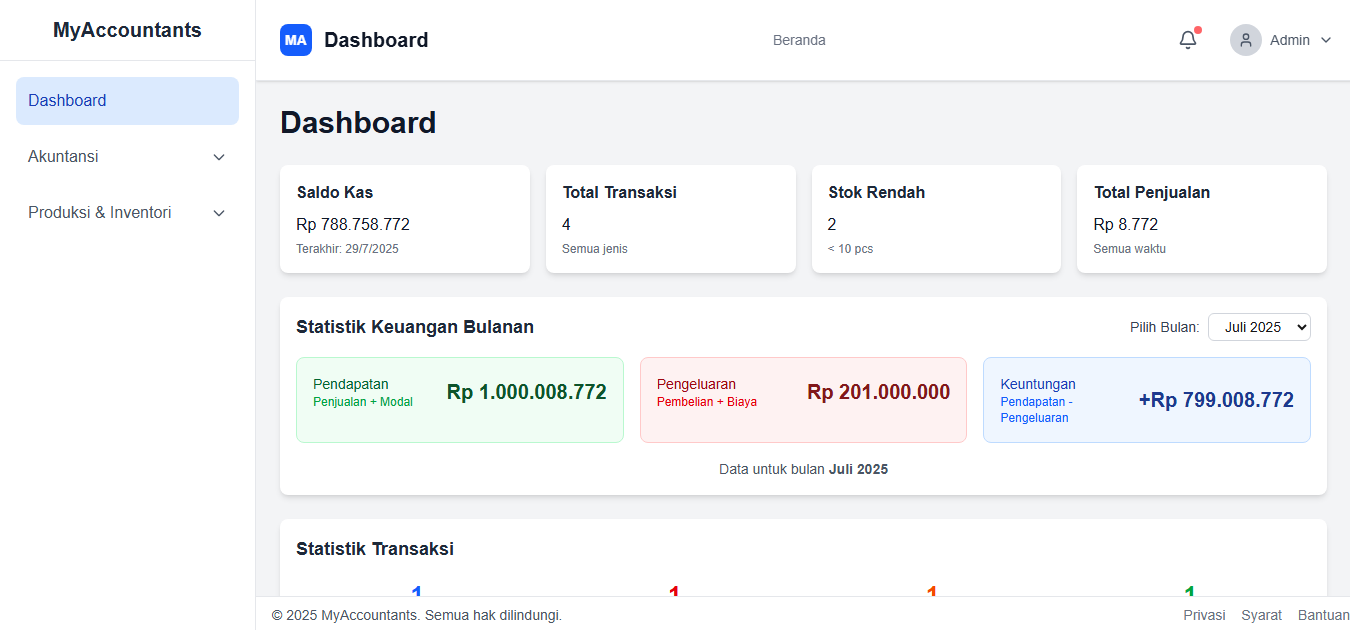 MyAccountants
MA Dashboard
Beranda
Admin
Dashboard
Akuntansi
Produksi & Inventori
Dashboard
Saldo Kas
Rp 788.758.772
Terakhir: 29/7/2025
Total Transaksi
4
Semua jenis
Stok Rendah
2
< 10 pcs
Total Penjualan
Rp 8.772
Semua waktu
Statistik Keuangan Bulanan
Pilih Bulan: Juli 2025
Pendapatan
Penjualan + Modal
Rp 1.000.008.772
Pengeluaran
Pembelian + Biaya
Rp 201.000.000
Keuntungan
Pendapatan -
Pengeluaran
+Rp 799.008.772
Data untuk bulan Juli 2025
Statistik Transaksi
1 1 1 1
© 2025 MyAccountants. Semua hak dilindungi.
Privasi Syarat Bantuan